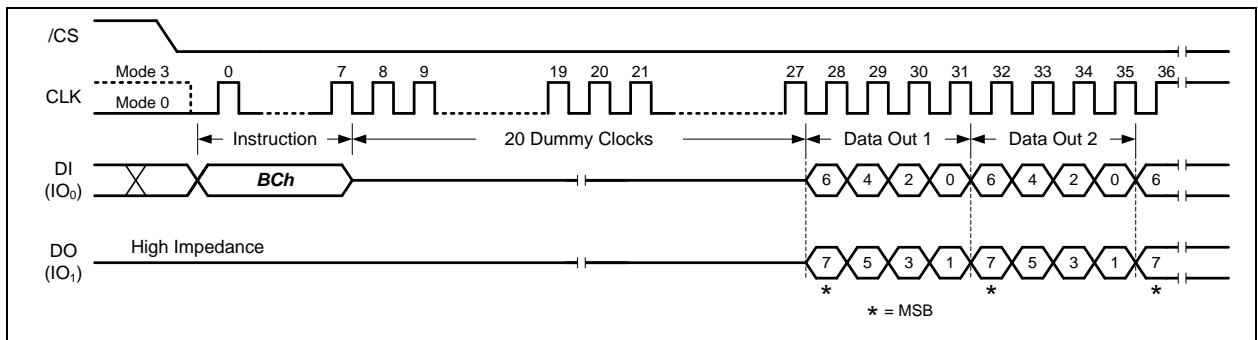 /CS
Mode 3 0 7 8 9 19 20 21 27 28 29 30 31 32 33 34 35 36
CLK
Mode 0
Instruction 20 Dummy Clocks Data Out 1 Data Out 2
DI
(IO0)
BCh 6 4 2 0 6 4 2 0 6
DO
(IO1)
High Impedance
7 5 3 1 7 5 3 1 7
* * *
* = MSB